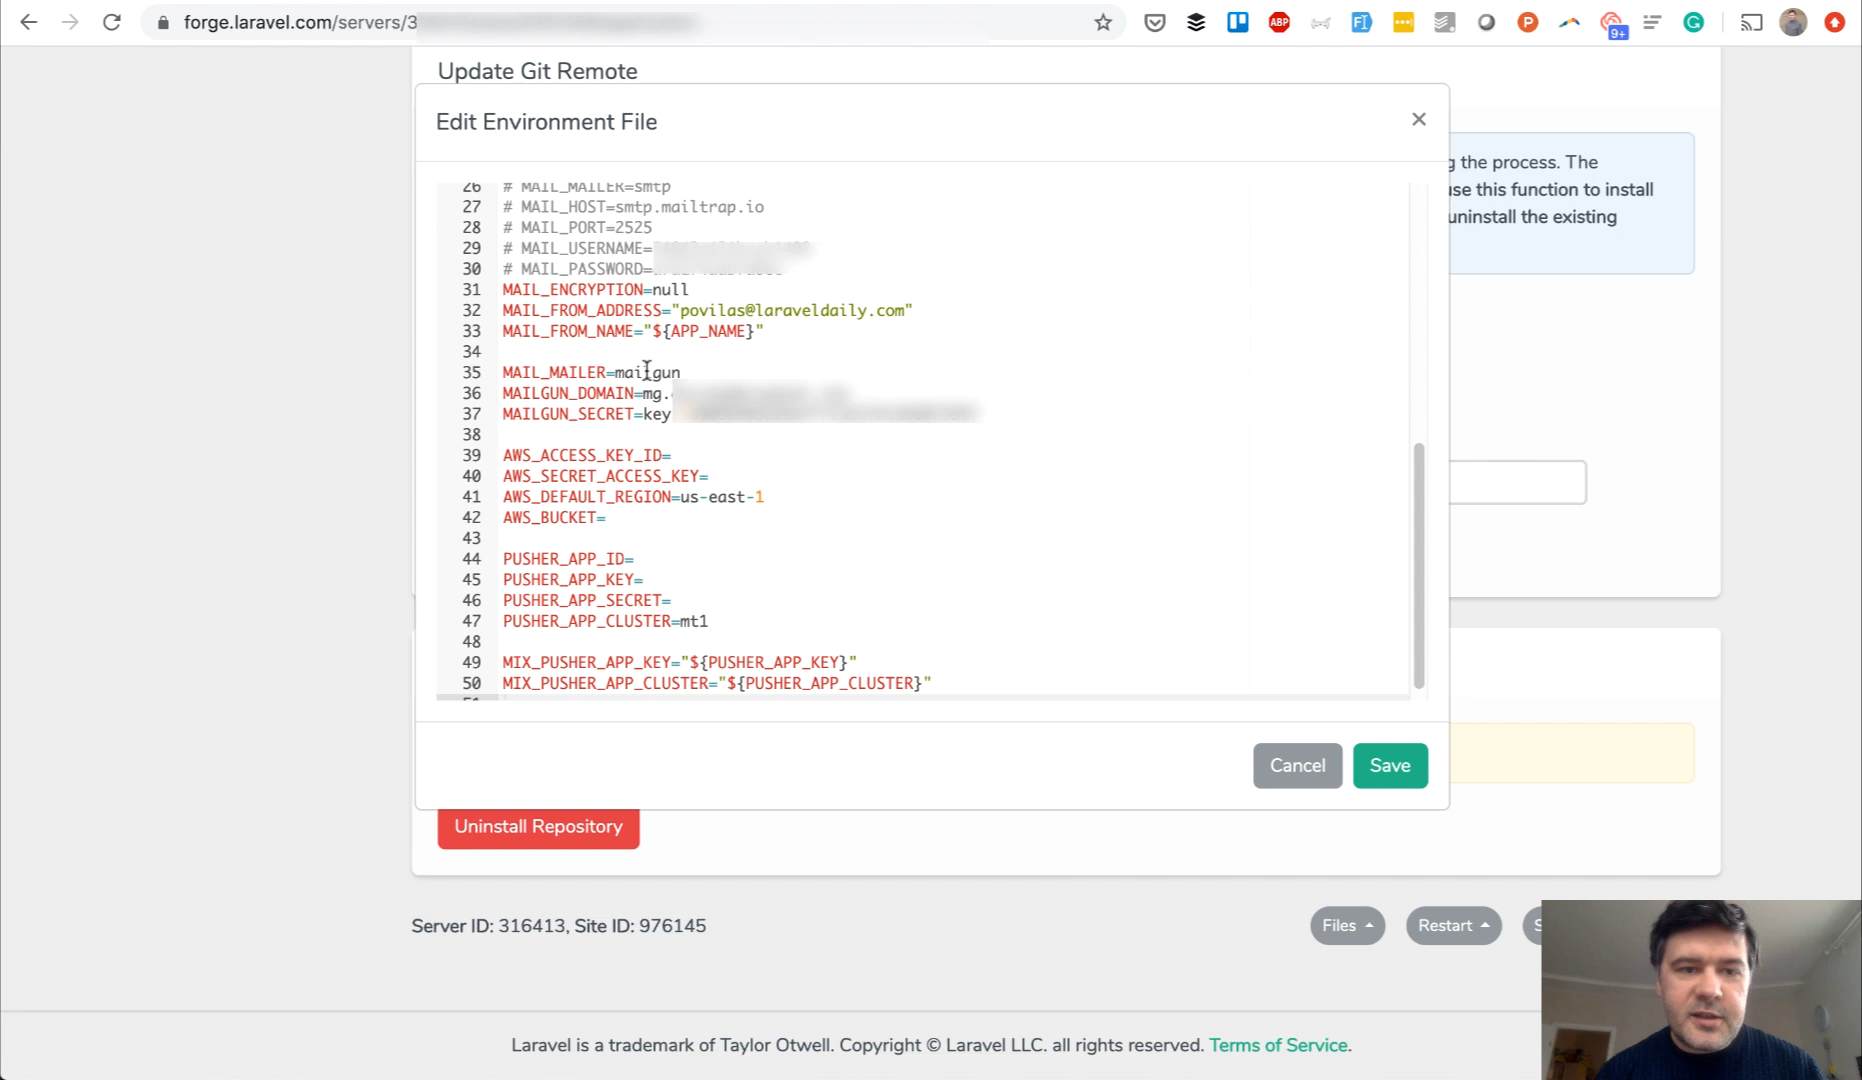 forge.laravel.com/servers/3
ABP
9+
Update Git Remote
Edit Environment File
g the process. The
use this function to install
uninstall the existing
26 # MAIL_MAILER=smtp
27 # MAIL_HOST=smtp.mailtrap.io
28 # MAIL_PORT=2525
29 # MAIL_USERNAME=
30 # MAIL_PASSWORD=
31 MAIL_ENCRYPTION=null
32 MAIL_FROM_ADDRESS="povilas@laraveldaily.com"
33 MAIL_FROM_NAME="${APP_NAME}"
34
35 MAIL_MAILER=mailgun
36 MAILGUN_DOMAIN=mg.
37 MAILGUN_SECRET=key
38
39 AWS_ACCESS_KEY_ID=
40 AWS_SECRET_ACCESS_KEY=
41 AWS_DEFAULT_REGION=us-east-1
42 AWS_BUCKET=
43
44 PUSHER_APP_ID=
45 PUSHER_APP_KEY=
46 PUSHER_APP_SECRET=
47 PUSHER_APP_CLUSTER=mt1
48
49 MIX_PUSHER_APP_KEY="${PUSHER_APP_KEY}"
50 MIX_PUSHER_APP_CLUSTER="${PUSHER_APP_CLUSTER}"
Cancel Save
Uninstall Repository
Server ID: 316413, Site ID: 976145
Files Restart S
Laravel is a trademark of Taylor Otwell. Copyright © Laravel LLC. all rights reserved. Terms of Service.